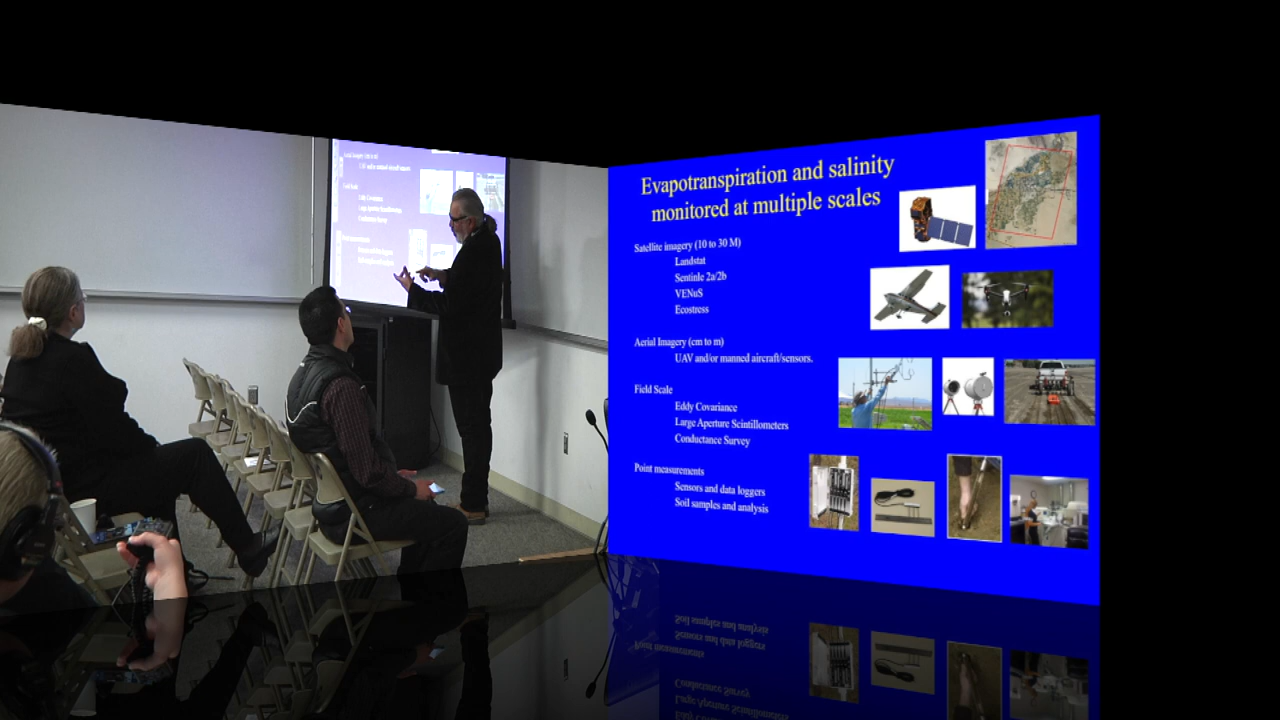 Evapotranspiration and salinity
monitored at multiple scales
Satellite imagery (10 to 30 M)
Landstat
Sentinle 2a/2b
VENuS
Ecostress
Aerial Imagery (cm to m)
UAV and/or manned aircraft/sensors.
Field Scale
Eddy Covariance
Large Aperture Scintillometers
Conductance Survey
Point measurements
Sensors and data loggers
Soil samples and analysis